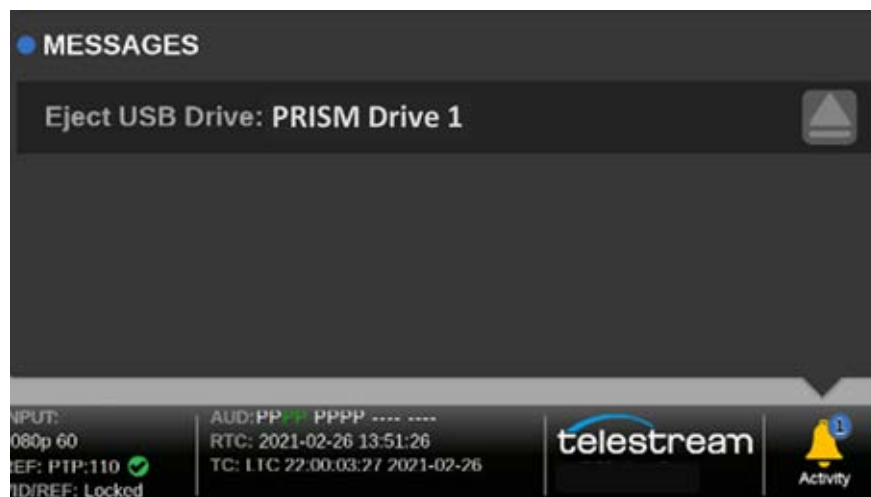 MESSAGES
Eject USB Drive: PRISM Drive 1
NPUT:
080p 60
EF: PTP:110
ID/REF: Locked
AUD:PPPP PPPP ---- ----
RTC: 2021-02-26 13:51:26
TC: LTC 22:00:03:27 2021-02-26
telestream
1
Activity